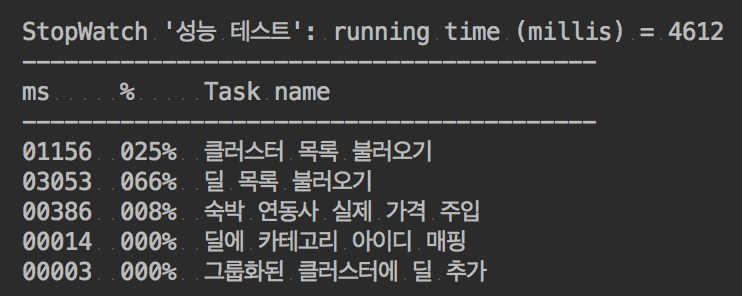 StopWatch '성능 테스트': running time (millis) = 4612
-----------------------------------------
ms     %     Task name
-----------------------------------------
01156  025%  클러스터 목록 불러오기
03053  066%  딜 목록 불러오기
00386  008%  숙박 연동사 실제 가격 주입
00014  000%  딜에 카테고리 아이디 매핑
00003  000%  그룹화된 클러스터에 딜 추가